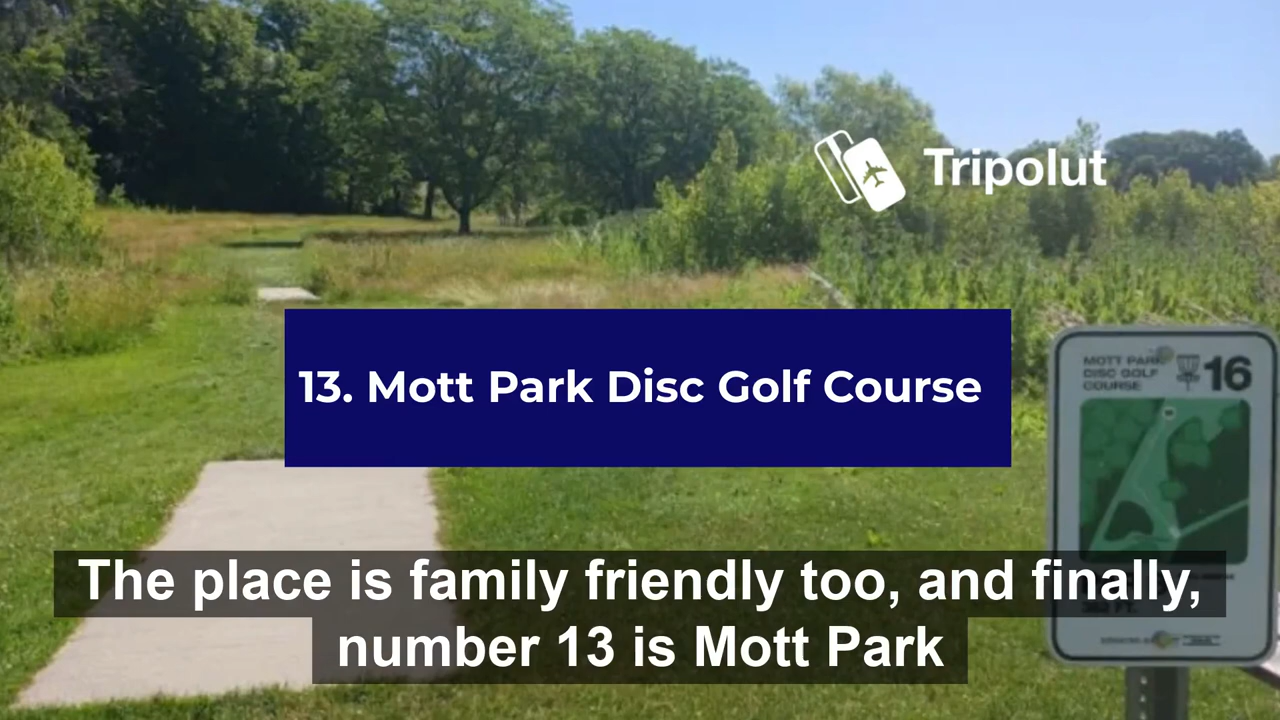 Tripolut
13. Mott Park Disc Golf Course
MOTT PARK
DISC GOLF
COURSE
16
The place is family friendly too, and finally,
number 13 is Mott Park